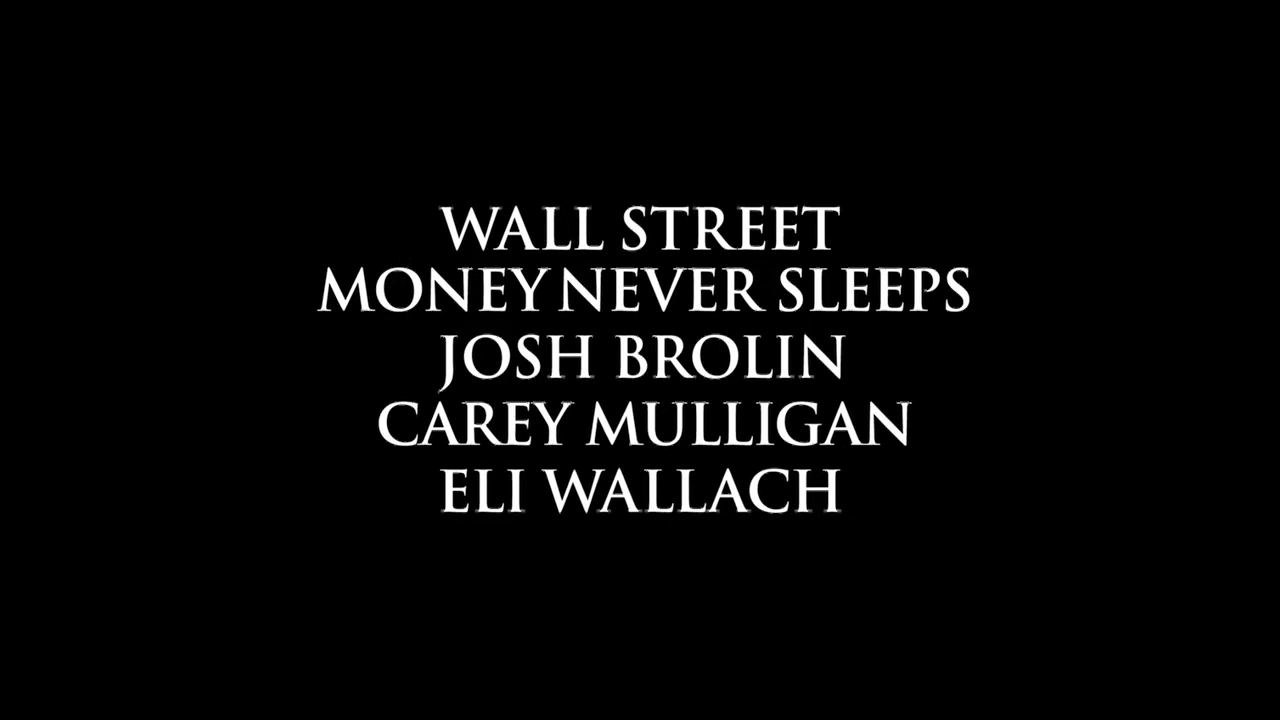 WALL STREET
MONEY NEVER SLEEPS
JOSH BROLIN
CAREY MULLIGAN
ELI WALLACH